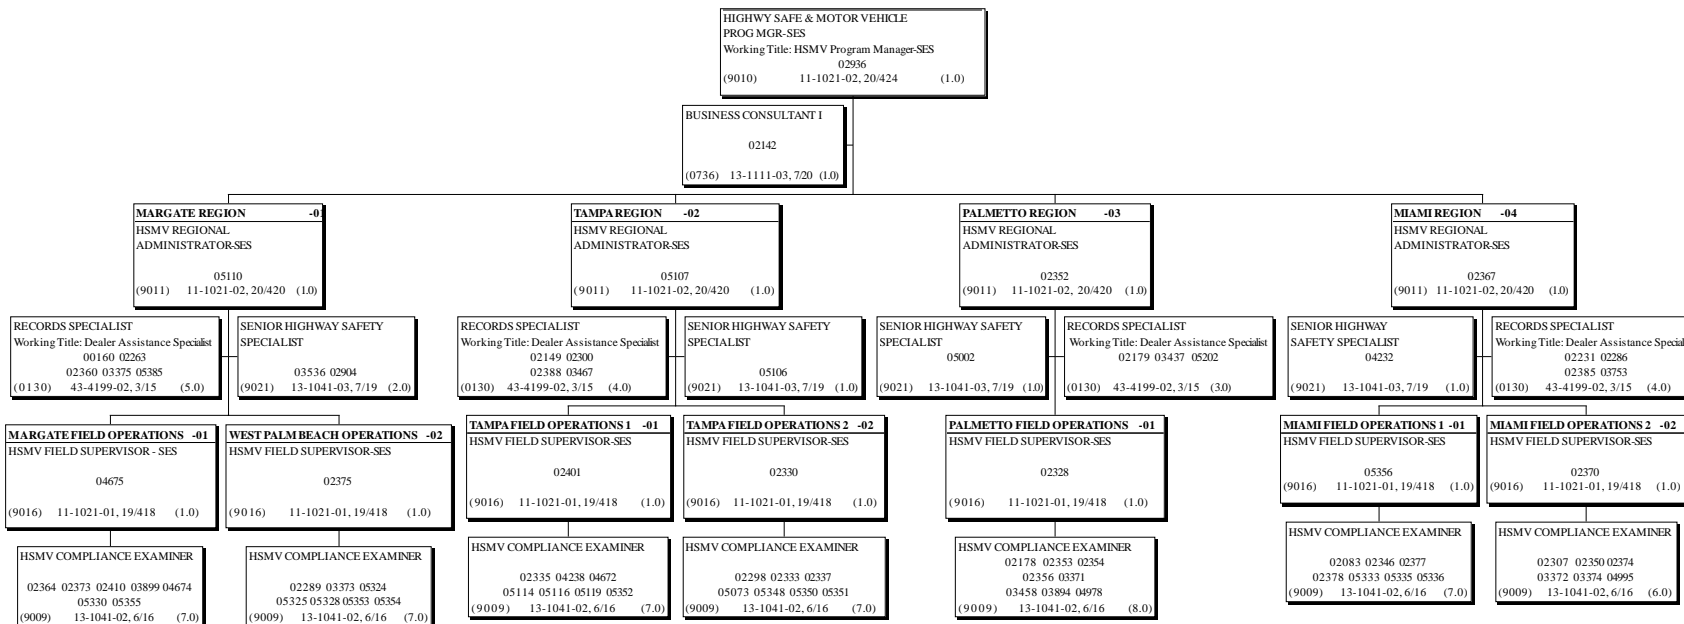 HIGHWY SAFE & MOTOR VEHICLE
PROG MGR-SES
Working Title: HSMV Program Manager-SES
02936
(9010) 11-1021-02, 20/424 (1.0)
BUSINESS CONSULTANT I
02142
(0736) 13-1111-03, 7/20 (1.0)
MARGATE REGION -01
HSMV REGIONAL
ADMINISTRATOR-SES
05110
(9011) 11-1021-02, 20/420 (1.0)
TAMPA REGION -02
HSMV REGIONAL
ADMINISTRATOR-SES
05107
(9011) 11-1021-02, 20/420 (1.0)
PALMETTO REGION -03
HSMV REGIONAL
ADMINISTRATOR-SES
02352
(9011) 11-1021-02, 20/420 (1.0)
MIAMI REGION -04
HSMV REGIONAL
ADMINISTRATOR-SES
02367
(9011) 11-1021-02, 20/420 (1.0)
RECORDS SPECIALIST
Working Title: Dealer Assistance Specialist
00160 02263
02360 03375 05385
(0130) 43-4199-02, 3/15 (5.0)
SENIOR HIGHWAY SAFETY
SPECIALIST
03536 02904
(9021) 13-1041-03, 7/19 (2.0)
RECORDS SPECIALIST
Working Title: Dealer Assistance Specialist
02149 02300
02388 03467
(0130) 43-4199-02, 3/15 (4.0)
SENIOR HIGHWAY SAFETY
SPECIALIST
05106
(9021) 13-1041-03, 7/19 (1.0)
SENIOR HIGHWAY SAFETY
SPECIALIST
05002
(9021) 13-1041-03, 7/19 (1.0)
RECORDS SPECIALIST
Working Title: Dealer Assistance Specialist
02179 03437 05202
(0130) 43-4199-02, 3/15 (3.0)
SENIOR HIGHWAY
SAFETY SPECIALIST
04232
(9021) 13-1041-03, 7/19 (1.0)
RECORDS SPECIALIST
Working Title: Dealer Assistance Special
02231 02286
02385 03753
(0130) 43-4199-02, 3/15 (4.0)
MARGATE FIELD OPERATIONS -01
HSMV FIELD SUPERVISOR - SES
04675
(9016) 11-1021-01, 19/418 (1.0)
WEST PALM BEACH OPERATIONS -02
HSMV FIELD SUPERVISOR-SES
02375
(9016) 11-1021-01, 19/418 (1.0)
TAMPA FIELD OPERATIONS 1 -01
HSMV FIELD SUPERVISOR-SES
02401
(9016) 11-1021-01, 19/418 (1.0)
TAMPA FIELD OPERATIONS 2 -02
HSMV FIELD SUPERVISOR-SES
02330
(9016) 11-1021-01, 19/418 (1.0)
PALMETTO FIELD OPERATIONS -01
HSMV FIELD SUPERVISOR-SES
02328
(9016) 11-1021-01, 19/418 (1.0)
MIAMI FIELD OPERATIONS 1 -01
HSMV FIELD SUPERVISOR-SES
05356
(9016) 11-1021-01, 19/418 (1.0)
MIAMI FIELD OPERATIONS 2 -02
HSMV FIELD SUPERVISOR-SES
02370
(9016) 11-1021-01, 19/418 (1.0)
HSMV COMPLIANCE EXAMINER
02364 02373 02410 03899 04674
05330 05355
(9009) 13-1041-02, 6/16 (7.0)
HSMV COMPLIANCE EXAMINER
02289 03373 05324
05325 05328 05353 05354
(9009) 13-1041-02, 6/16 (7.0)
HSMV COMPLIANCE EXAMINER
02335 04238 04672
05114 05116 05119 05352
(9009) 13-1041-02, 6/16 (7.0)
HSMV COMPLIANCE EXAMINER
02298 02333 02337
05073 05348 05350 05351
(9009) 13-1041-02, 6/16 (7.0)
HSMV COMPLIANCE EXAMINER
02178 02353 02354
02356 03371
03458 03894 04978
(9009) 13-1041-02, 6/16 (8.0)
HSMV COMPLIANCE EXAMINER
02083 02346 02377
02378 05333 05335 05336
(9009) 13-1041-02, 6/16 (7.0)
HSMV COMPLIANCE EXAMINER
02307 02350 02374
03372 03374 04995
(9009) 13-1041-02, 6/16 (6.0)